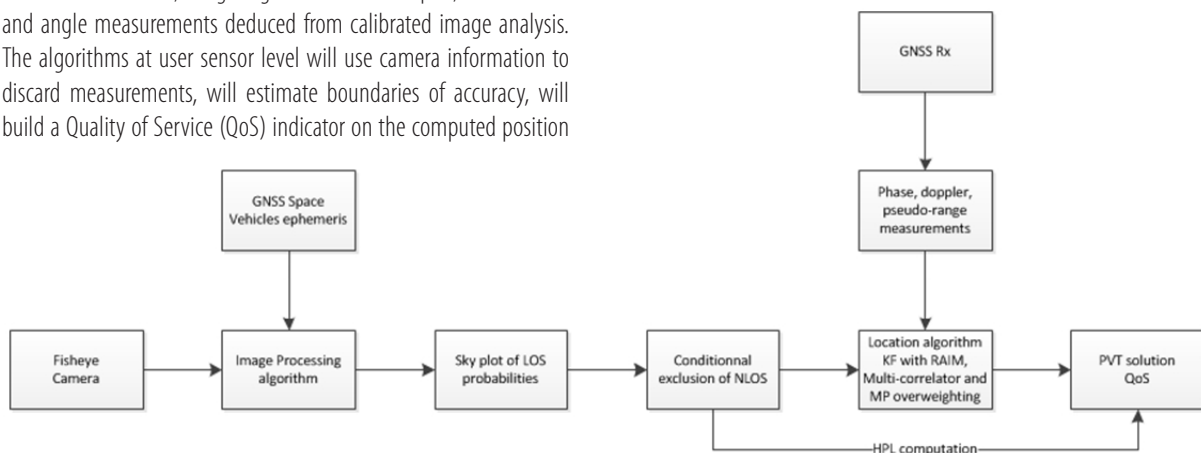 and angle measurements deduced from calibrated image analysis.
The algorithms at user sensor level will use camera information to
discard measurements, will estimate boundaries of accuracy, will
build a Quality of Service (QoS) indicator on the computed position
GNSS Rx
GNSS Space
Vehicles ephemeris
Phase, doppler,
pseudo-range
measurements
Fisheye
Camera
Image Processing
algorithm
Sky plot of LOS
probabilities
Conditionnal
exclusion of NLOS
Location algorithm
KF with RAIM,
Multi-correlator and
MP overweighting
PVT solution
QoS
HPL computation